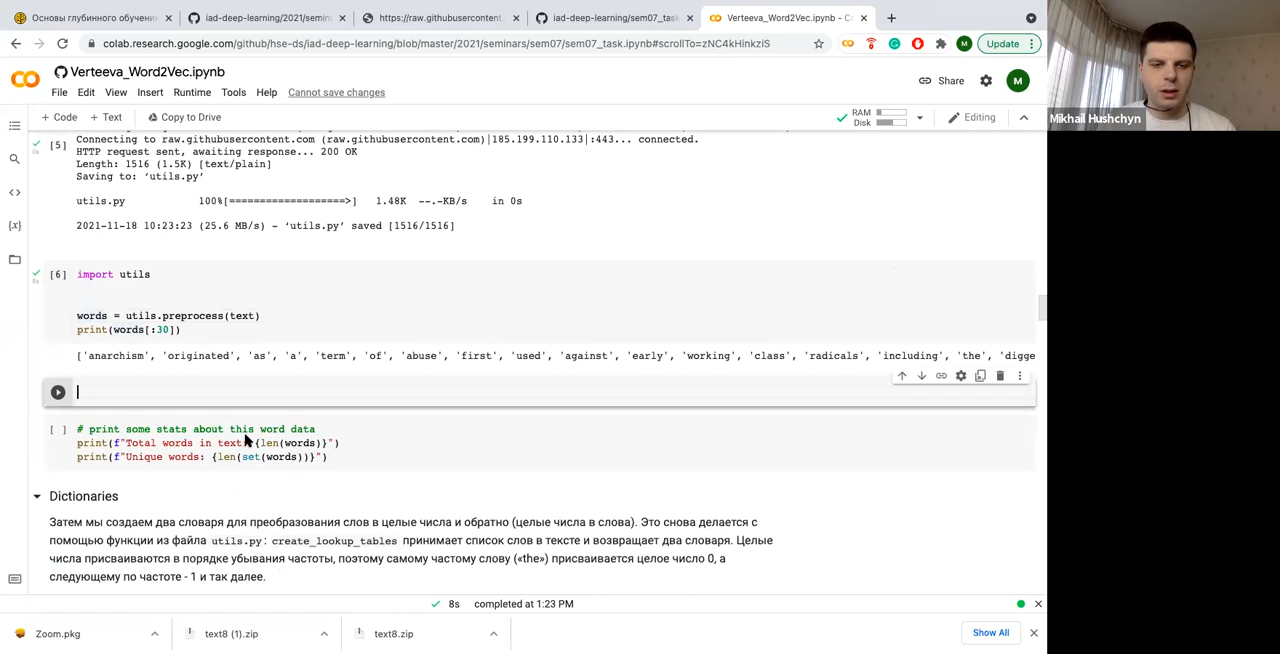 Основы глубинного обучения
iad-deep-learning/2021/semina
https://raw.githubusercontent.
iad-deep-learning/sem07_task.
Verteeva_Word2Vec.ipynb - Co
colab.research.google.com/github/hse-ds/iad-deep-learning/blob/master/2021/seminars/sem07/sem07_task.ipynb#scrollTo=zNC4kHinkziS
M
Update
Verteeva_Word2Vec.ipynb
Share
M
File Edit View Insert Runtime Tools Help Cannot save changes
+ Code + Text Copy to Drive
RAM
Disk
Editing
Mikhail Hushchyn
[5] Connecting to raw.githubusercontent.com (raw.githubusercontent.com)|185.199.110.133|:443... connected.
HTTP request sent, awaiting response... 200 OK
Length: 1516 (1.5K) [text/plain]
Saving to: ‘utils.py’
utils.py 100%[===================>] 1.48K --.-KB/s in 0s
2021-11-18 10:23:23 (25.6 MB/s) - ‘utils.py’ saved [1516/1516]
[6] import utils
8s
words = utils.preprocess(text)
print(words[:30])
['anarchism', 'originated', 'as', 'a', 'term', 'of', 'abuse', 'first', 'used', 'against', 'early', 'working', 'class', 'radicals', 'including', 'the', 'digge
[ ] # print some stats about this word data
print(f"Total words in text: {len(words)}")
print(f"Unique words: {len(set(words))}")
Dictionaries
Затем мы создаем два словаря для преобразования слов в целые числа и обратно (целые числа в слова). Это снова делается с
помощью функции из файла utils.py: create_lookup_tables принимает список слов в тексте и возвращает два словаря. Целые
числа присваиваются в порядке убывания частоты, поэтому самому частому слову («the») присваивается целое число 0, а
следующему по частоте - 1 и так далее.
8s completed at 1:23 PM
Zoom.pkg
text8 (1).zip
text8.zip
Show All